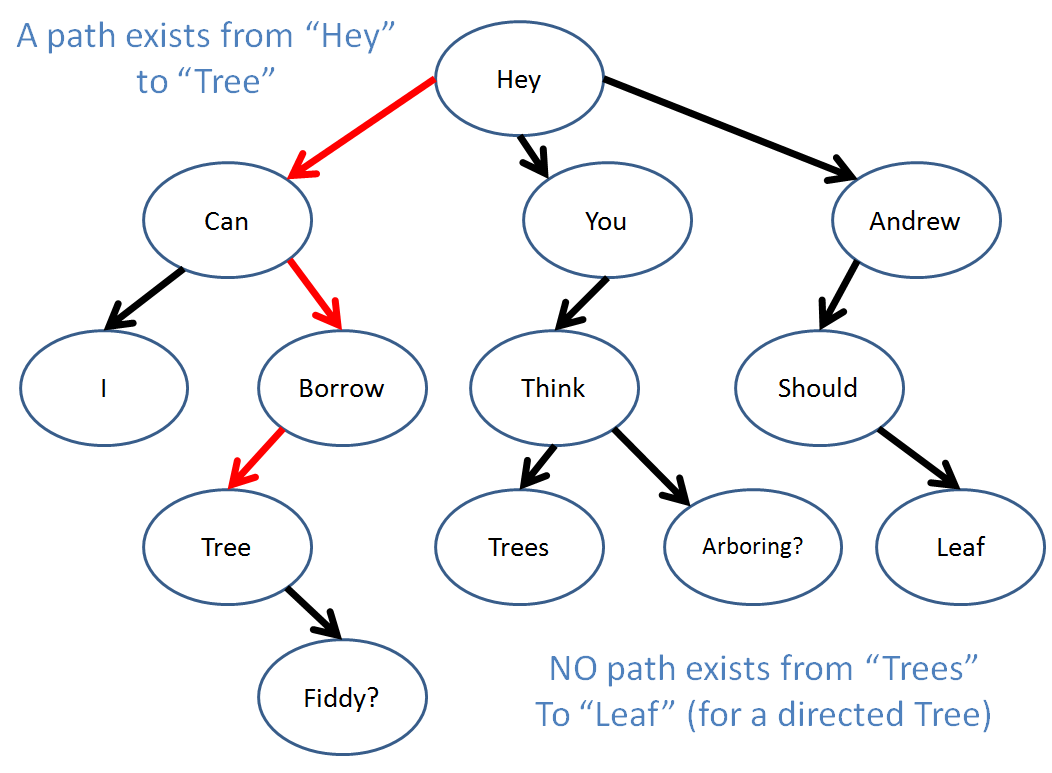 A path exists from “Hey”
to “Tree”
Hey
Can
You
Andrew
I
Borrow
Think
Should
Tree
Trees
Arboring?
Leaf
Fiddy?
NO path exists from “Trees”
To “Leaf” (for a directed Tree)